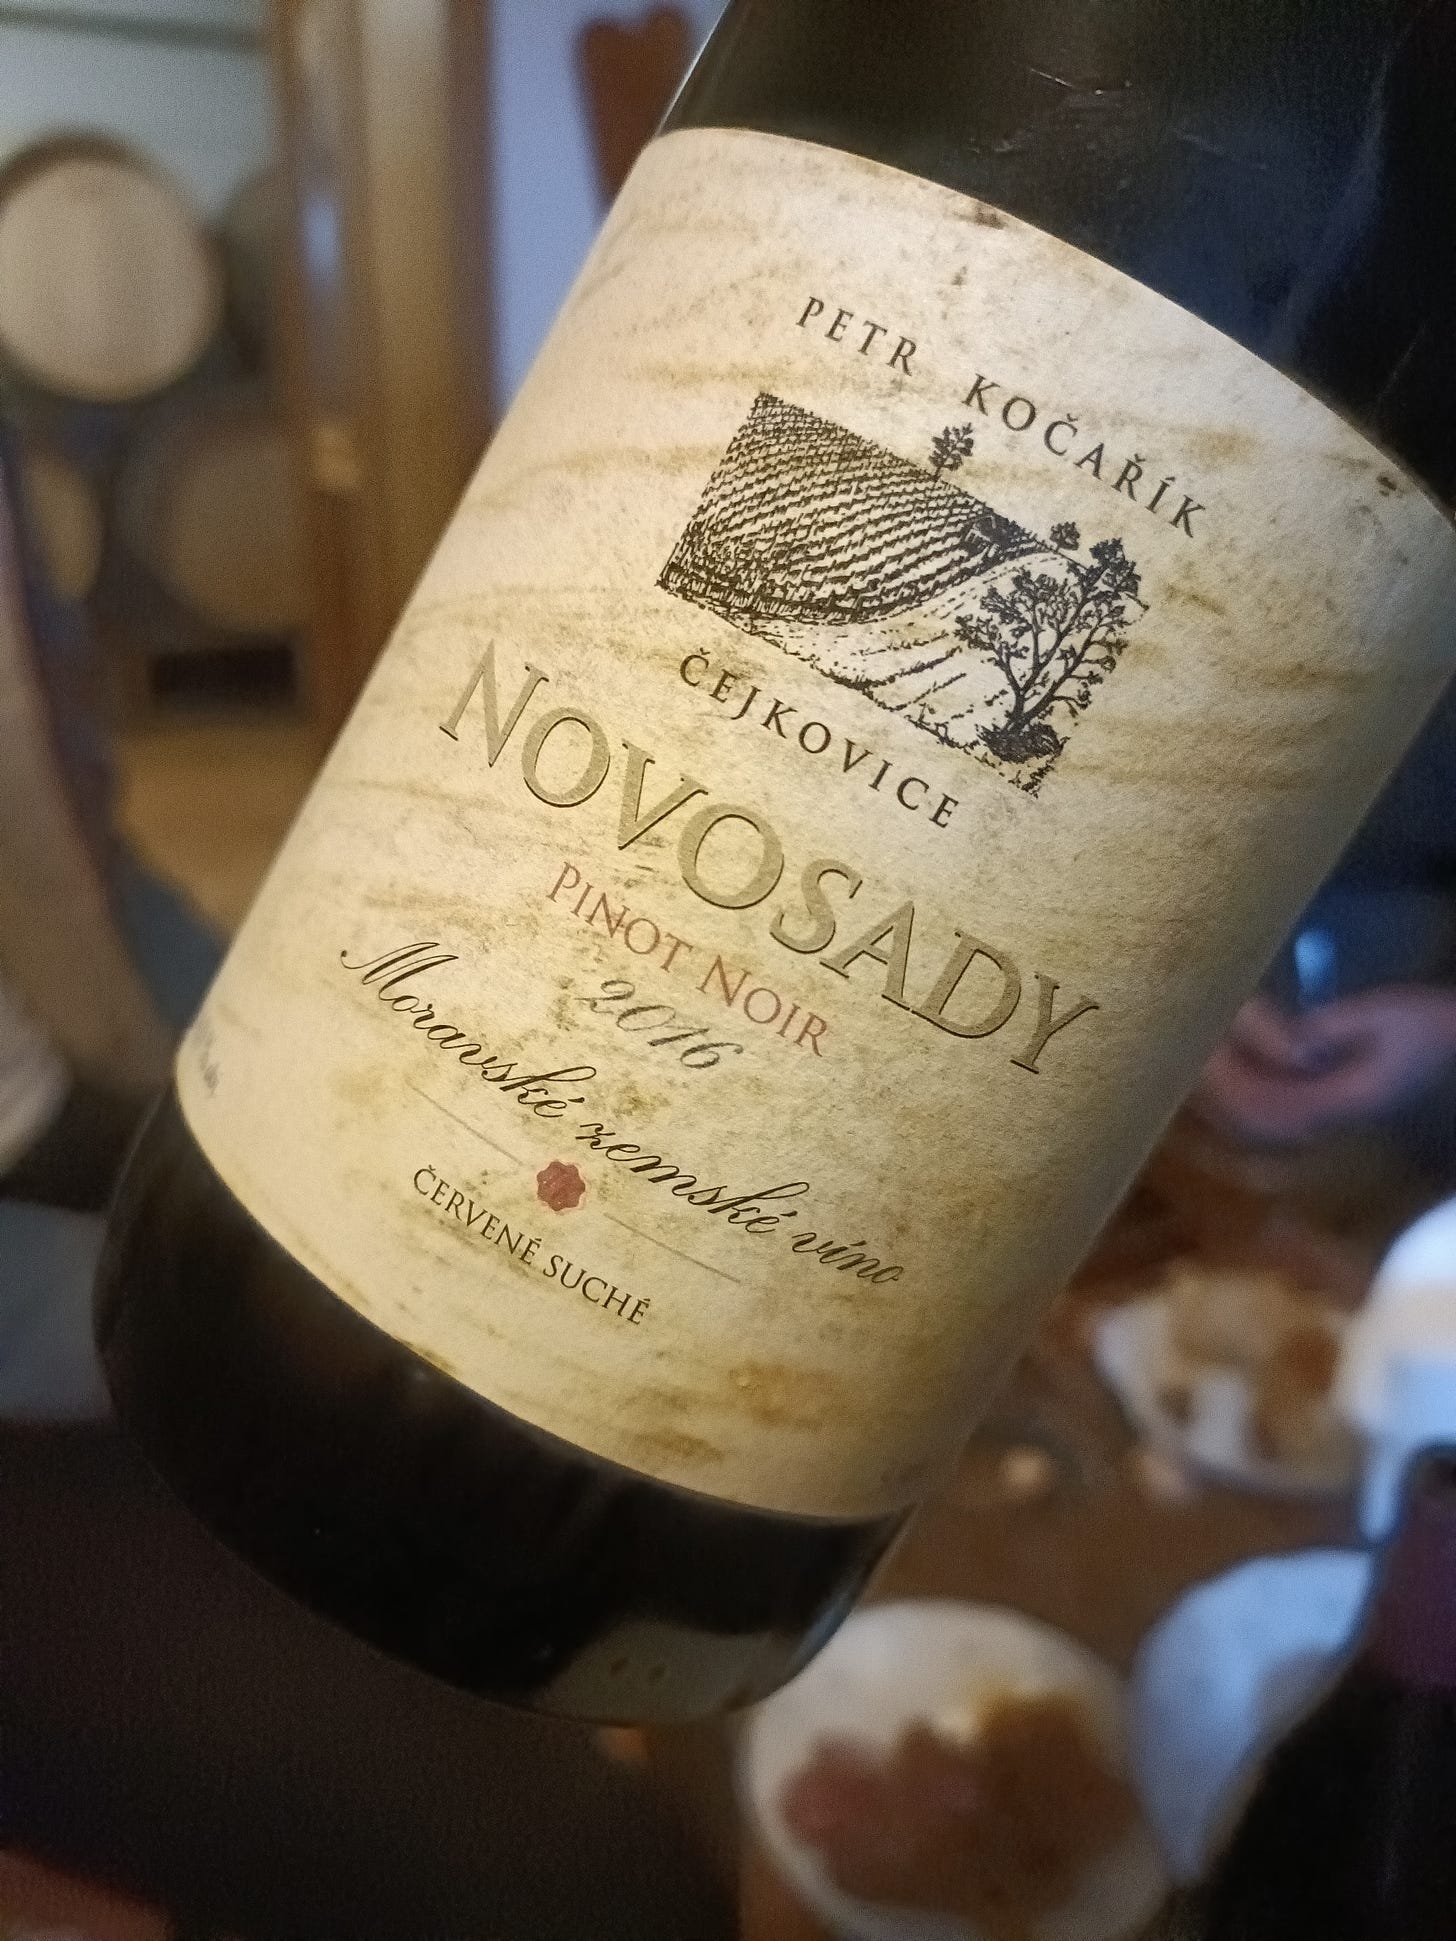 PETR KOČAŘÍK
ČEJKOVICE
NOVOSADY
PINOT NOIR
2016
Moravské zemské víno
ČERVENÉ SUCHÉ